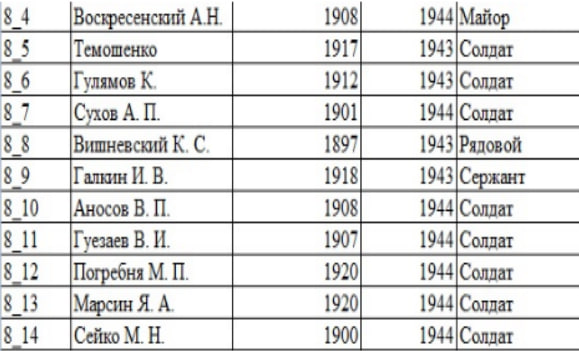 8_4 Воскресенский А.Н. 1908 1944 Майор
8_5 Темошенко 1917 1943 Солдат
8_6 Гулямов К. 1912 1943 Солдат
8_7 Сухов А. П. 1901 1944 Солдат
8_8 Вишневский К. С. 1897 1943 Рядовой
8_9 Галкин И. В. 1918 1943 Сержант
8_10 Аносов В. П. 1908 1944 Солдат
8_11 Гуезаев В. И. 1907 1944 Солдат
8_12 Погребня М. П. 1920 1944 Солдат
8_13 Марсин Я. А. 1920 1944 Солдат
8_14 Сейко М. Н. 1900 1944 Солдат